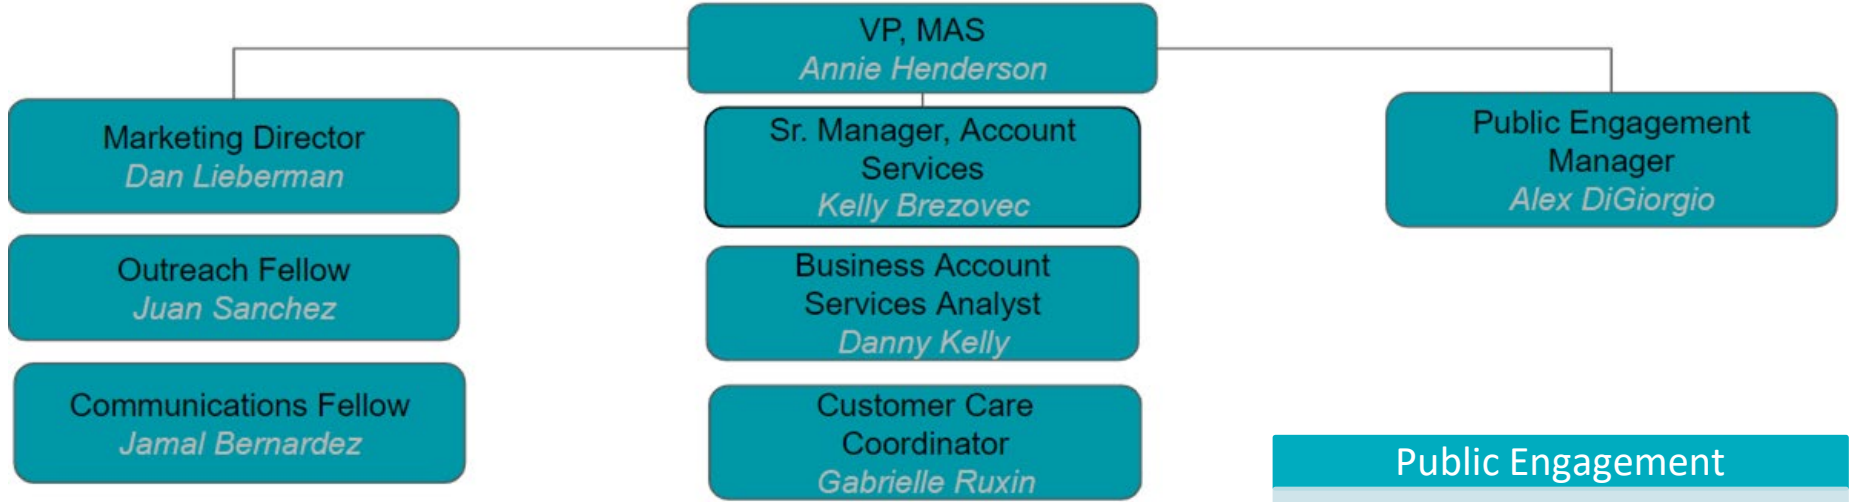 VP, MAS
Annie Henderson
Marketing Director
Dan Lieberman
Outreach Fellow
Juan Sanchez
Communications Fellow
Jamal Bernardez
Sr. Manager, Account
Services
Kelly Brezovec
Business Account
Services Analyst
Danny Kelly
Customer Care
Coordinator
Gabrielle Ruxin
Public Engagement
Manager
Alex DiGiorgio
Public Engagement